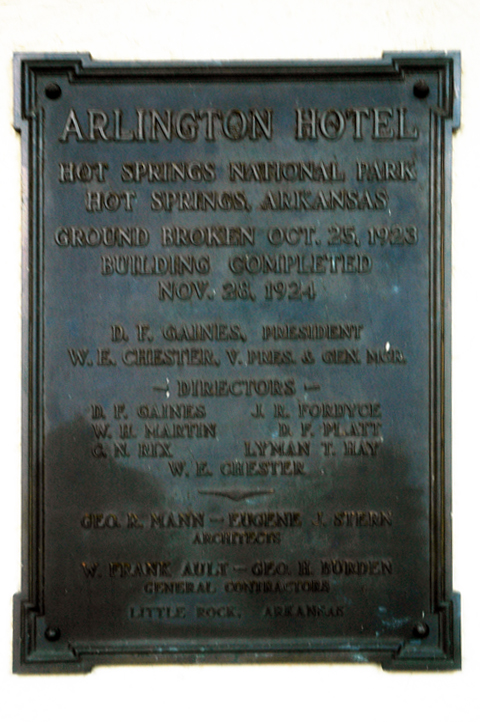 ARLINGTON HOTEL
HOT SPRINGS NATIONAL PARK
HOT SPRINGS, ARKANSAS
GROUND BROKEN OCT. 25, 1923
BUILDING COMPLETED
NOV. 28, 1924
D. F. GAINES, PRESIDENT
W. E. CHESTER, V. PRES. & GEN. MGR.
— DIRECTORS —
D. F. GAINES J. R. FORDYCE
W. H. MARTIN D. F. PLATT
C. N. RIX LYMAN T. HAY
W. E. CHESTER
GEO. R. MANN — EUGENE J. STERN
ARCHITECTS
W. FRANK AULT — GEO. H. BURDEN
GENERAL CONTRACTORS
LITTLE ROCK, ARKANSAS